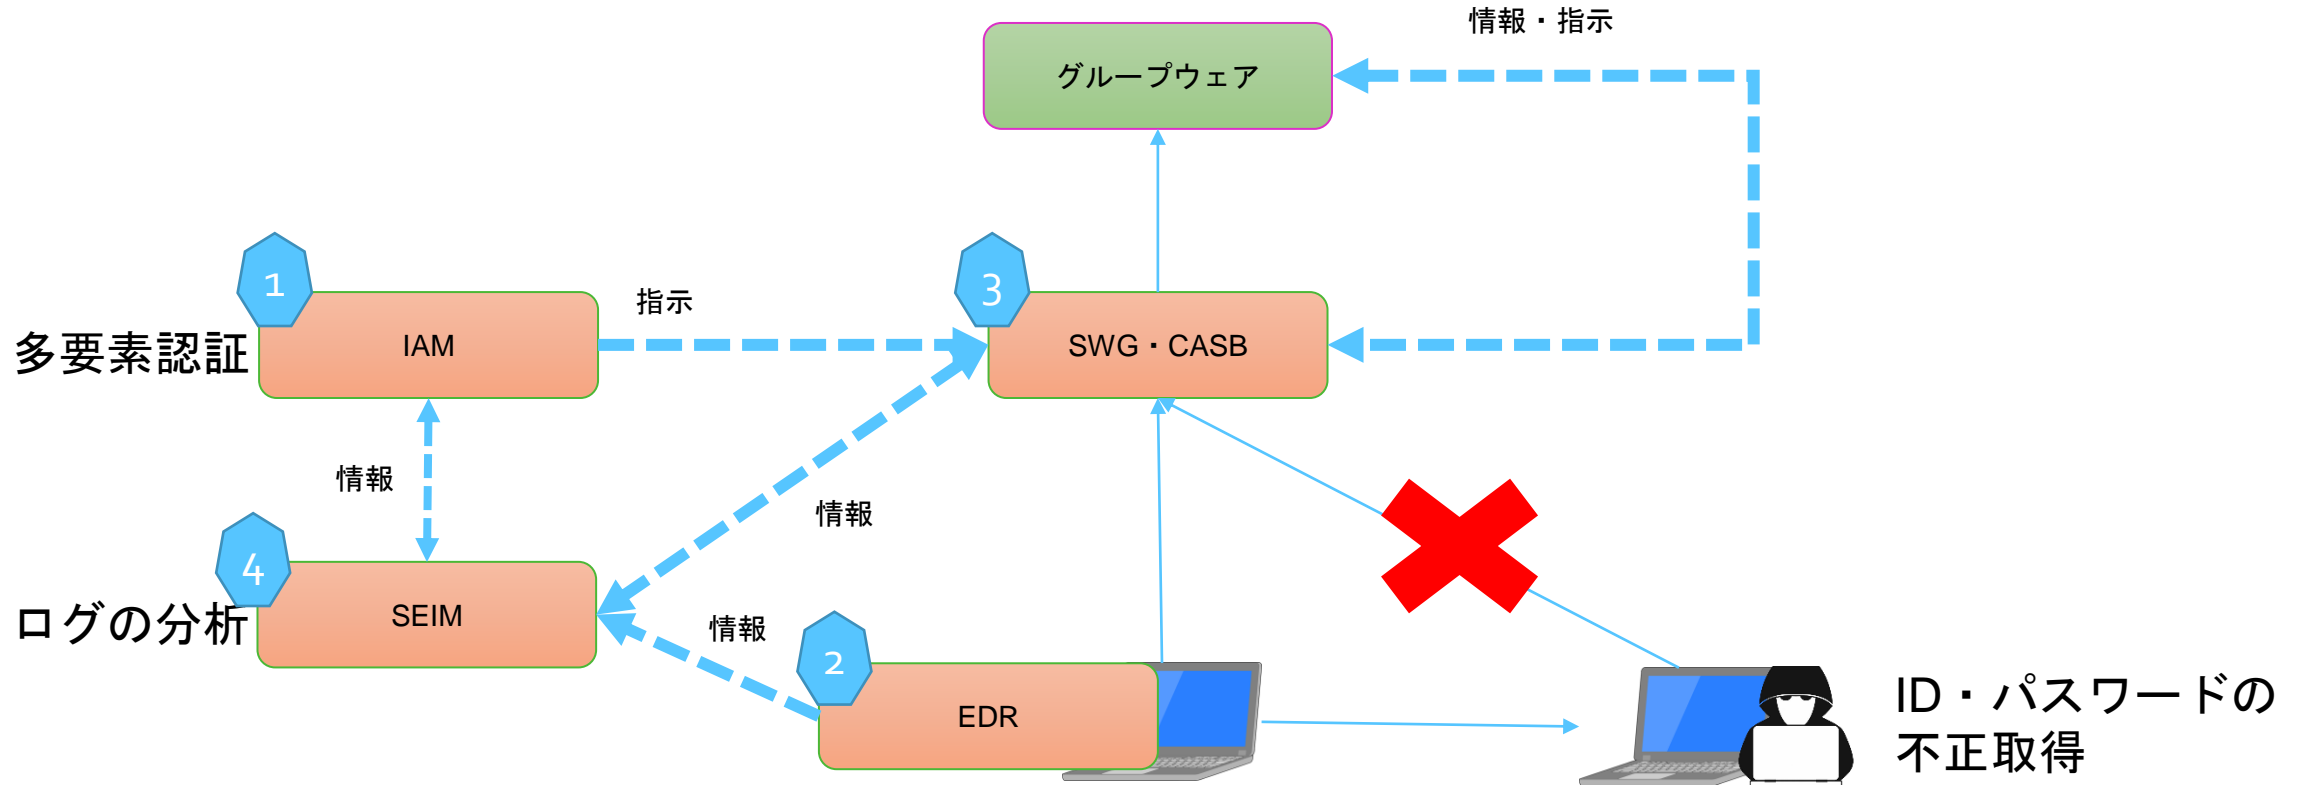 情報・指示
グループウェア
1
3
指示
多要素認証
IAM
SWG・CASB
情報
情報
4
ログの分析
SEIM
情報
2
EDR
ID・パスワードの
不正取得